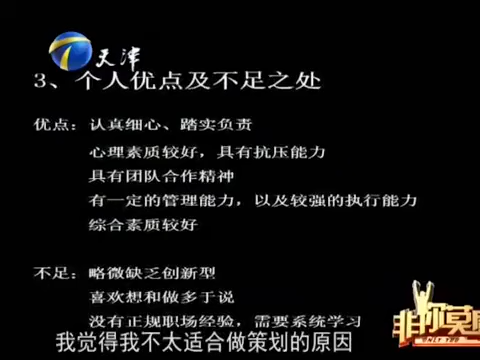 天津
3、个人优点及不足之处
优点：认真细心、踏实负责
心理素质较好，具有抗压能力
具有团队合作精神
有一定的管理能力，以及较强的执行能力
综合素质较好
不足：略微缺乏创新型
喜欢想和做多于说
没有正规职场经验，需要系统学习
我觉得我不太适合做策划的原因
非你莫属
ONLY YOU